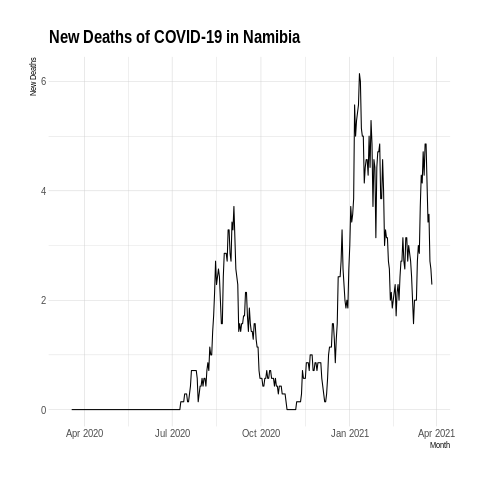 New Deaths of COVID-19 in Namibia
New Deaths
6
4
2
0
Apr 2020 Jul 2020 Oct 2020 Jan 2021 Apr 2021
Month